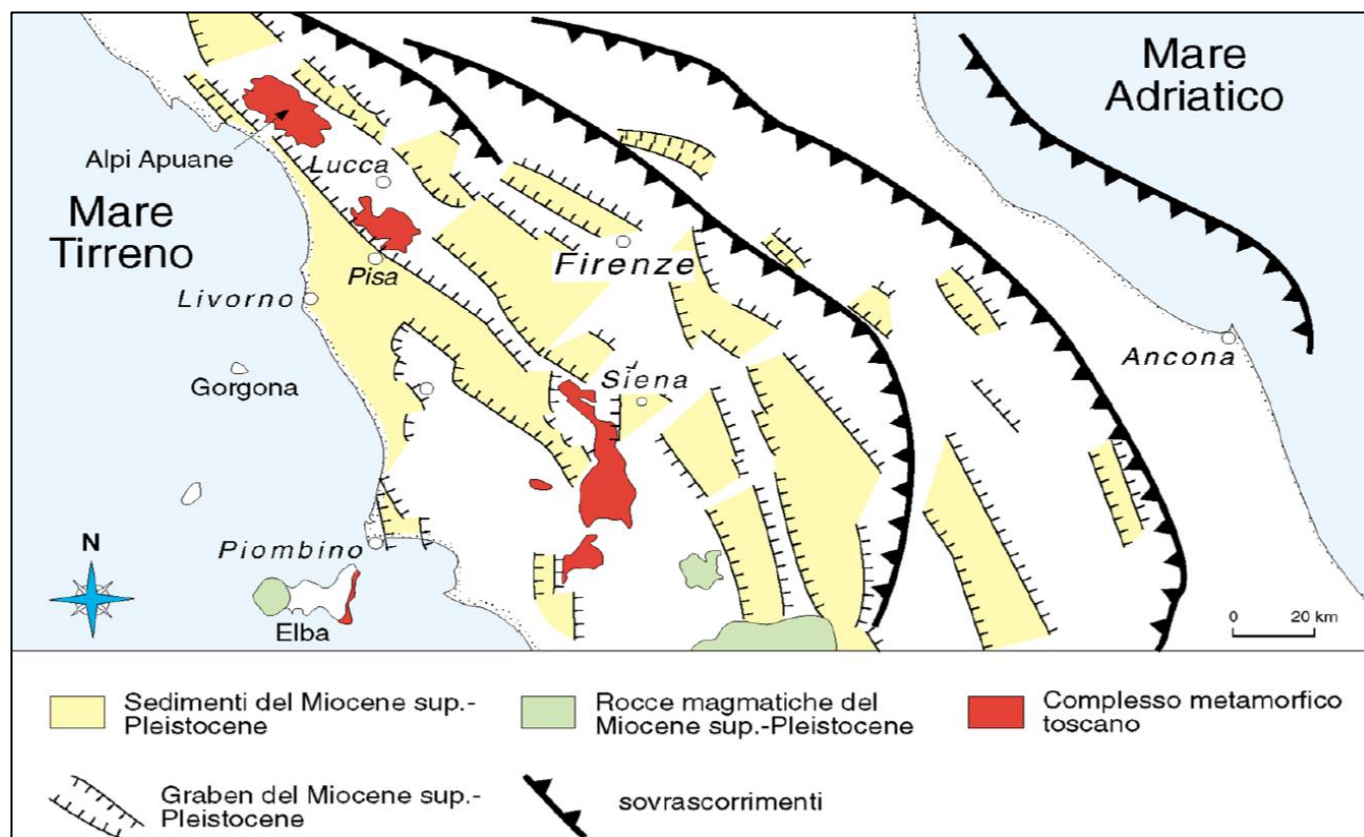 Mare
Adriatico
Alpi Apuane
Lucca
Mare
Tirreno
Firenze
Pisa
Livorno
Ancona
Siena
Gorgona
N
Piombino
0 20 km
Elba
Sedimenti del Miocene sup.-
Pleistocene
Rocce magmatiche del
Miocene sup.-Pleistocene
Complesso metamorfico
toscano
Graben del Miocene sup.-
Pleistocene
sovrascorrimenti